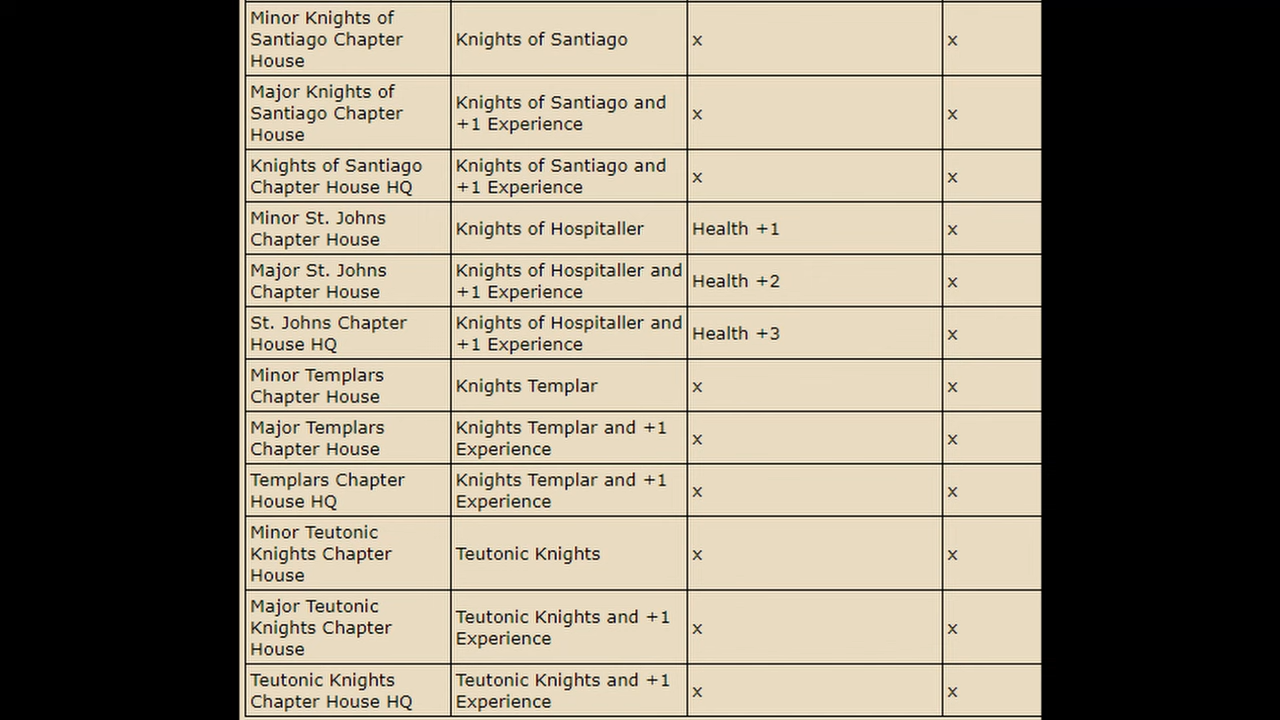 Minor Knights of
Santiago Chapter
House
Knights of Santiago
x
x
Major Knights of
Santiago Chapter
House
Knights of Santiago and
+1 Experience
x
x
Knights of Santiago
Chapter House HQ
Knights of Santiago and
+1 Experience
x
x
Minor St. Johns
Chapter House
Knights of Hospitaller
Health +1
x
Major St. Johns
Chapter House
Knights of Hospitaller and
+1 Experience
Health +2
x
St. Johns Chapter
House HQ
Knights of Hospitaller and
+1 Experience
Health +3
x
Minor Templars
Chapter House
Knights Templar
x
x
Major Templars
Chapter House
Knights Templar and +1
Experience
x
x
Templars Chapter
House HQ
Knights Templar and +1
Experience
x
x
Minor Teutonic
Knights Chapter
House
Teutonic Knights
x
x
Major Teutonic
Knights Chapter
House
Teutonic Knights and +1
Experience
x
x
Teutonic Knights
Chapter House HQ
Teutonic Knights and +1
Experience
x
x